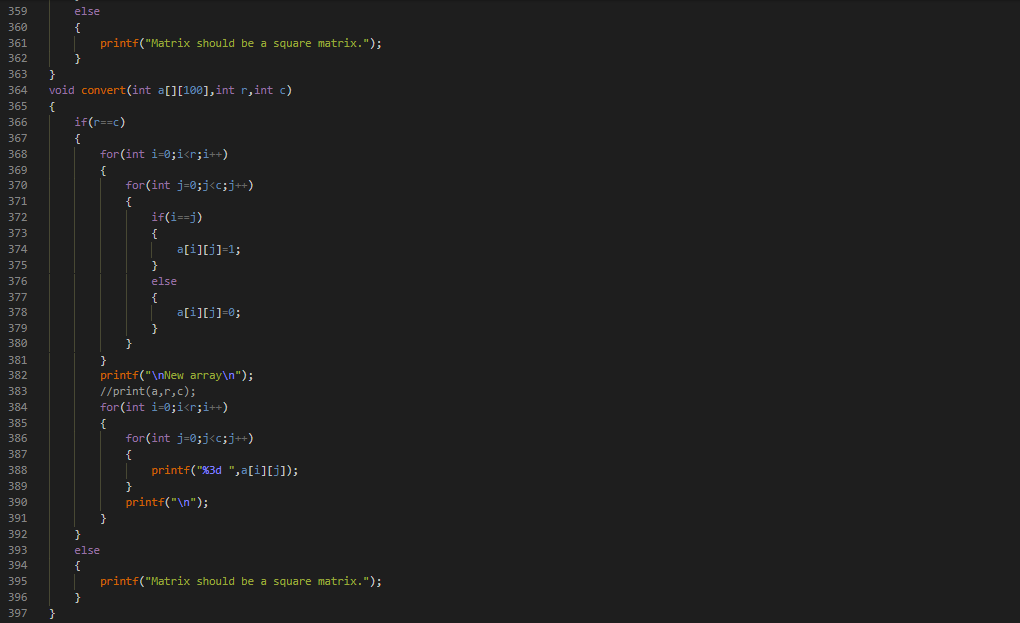 359 else
360 {
361 printf("Matrix should be a square matrix.");
362 }
363 }
364 void convert(int a[][100],int r,int c)
365 {
366 if(r==c)
367 {
368 for(int i=0;i<r;i++)
369 {
370 for(int j=0;j<c;j++)
371 {
372 if(i==j)
373 {
374 a[i][j]=1;
375 }
376 else
377 {
378 a[i][j]=0;
379 }
380 }
381 }
382 printf("\nNew array\n");
383 //print(a,r,c);
384 for(int i=0;i<r;i++)
385 {
386 for(int j=0;j<c;j++)
387 {
388 printf("%3d ",a[i][j]);
389 }
390 printf("\n");
391 }
392 }
393 else
394 {
395 printf("Matrix should be a square matrix.");
396 }
397 }